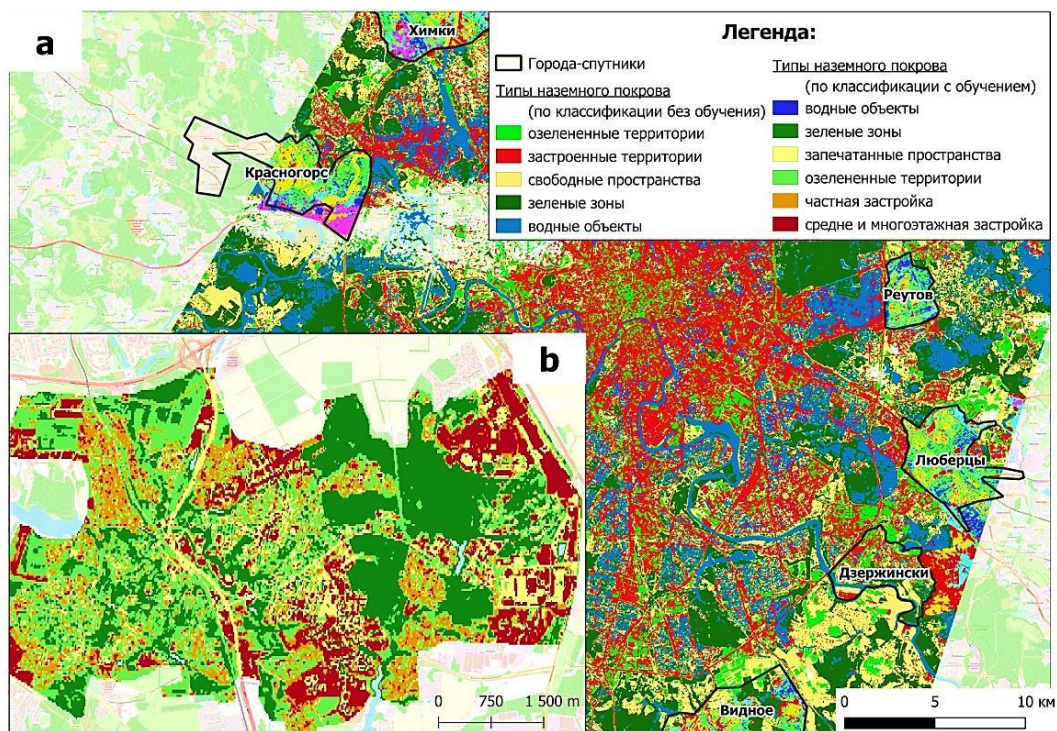 a
Химки
Легенда:
Города-спутники
Типы наземного покрова
(по классификации без обучения)
озелененные территории
застроенные территории
свободные пространства
зеленые зоны
водные объекты
Типы наземного покрова
(по классификации с обучением)
водные объекты
зеленые зоны
запечатанные пространства
озелененные территории
частная застройка
средне и многоэтажная застройка
Красногорс
Реутов
b
Люберцы
Дзержински
Видное
0 750 1 500 m
0 5 10 км